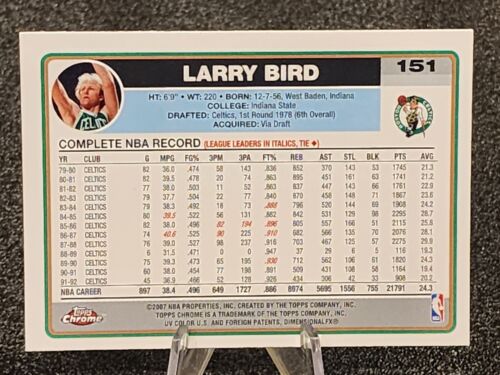 LARRY BIRD
151
HT: 6'9" • WT: 220 • BORN: 12-7-56, West Baden, Indiana
COLLEGE: Indiana State
DRAFTED: Celtics, 1st Round 1978 (6th Overall)
ACQUIRED: Via Draft
COMPLETE NBA RECORD (LEAGUE LEADERS IN ITALICS, TIE ♦)
YR CLUB G MPG FG% 3PM 3PA FT% REB AST STL BLK PTS AVG
79-80 CELTICS 82 36.0 .474 58 143 .836 852 370 143 53 1745 21.3
80-81 CELTICS 82 39.5 .478 20 74 .863 895 451 161 63 1741 21.2
81-82 CELTICS 77 38.0 .503 11 52 .863 837 447 143 66 1761 22.9
82-83 CELTICS 79 37.7 .504 22 77 .840 870 458 148 71 1867 23.6
83-84 CELTICS 79 38.3 .492 18 73 .888 796 520 144 69 1908 24.2
84-85 CELTICS 80 39.5 .522 56 131 .882 842 531 129 98 2295 28.7
85-86 CELTICS 82 38.0 .496 82 194 .896 805 557 166 51 2115 25.8
86-87 CELTICS 74 40.6 .525 90 225 .910 682 566 135 70 2076 28.1
87-88 CELTICS 76 39.0 .527 98 237 .916 703 467 125 57 2275 29.9
88-89 CELTICS 6 31.5 .471 0 .947 37 29 6 5 116 19.3
89-90 CELTICS 75 39.3 .473 65 195 .930 712 562 106 61 1820 24.3
90-91 CELTICS 60 38.0 .454 77 198 .891 509 431 108 58 1164 19.4
91-92 CELTICS 45 36.9 .466 52 128 .926 434 306 42 33 908 20.2
NBA CAREER 897 38.4 .496 649 1727 .886 8974 5695 1556 755 21791 24.3
Topps Chrome
©2007 NBA PROPERTIES, INC. CREATED BY THE TOPPS COMPANY, INC.
TOPPS CHROME IS A TRADEMARK OF THE TOPPS COMPANY, INC.
UV COLOR U.S. AND FOREIGN PATENTS, DIMENSIONALFX®